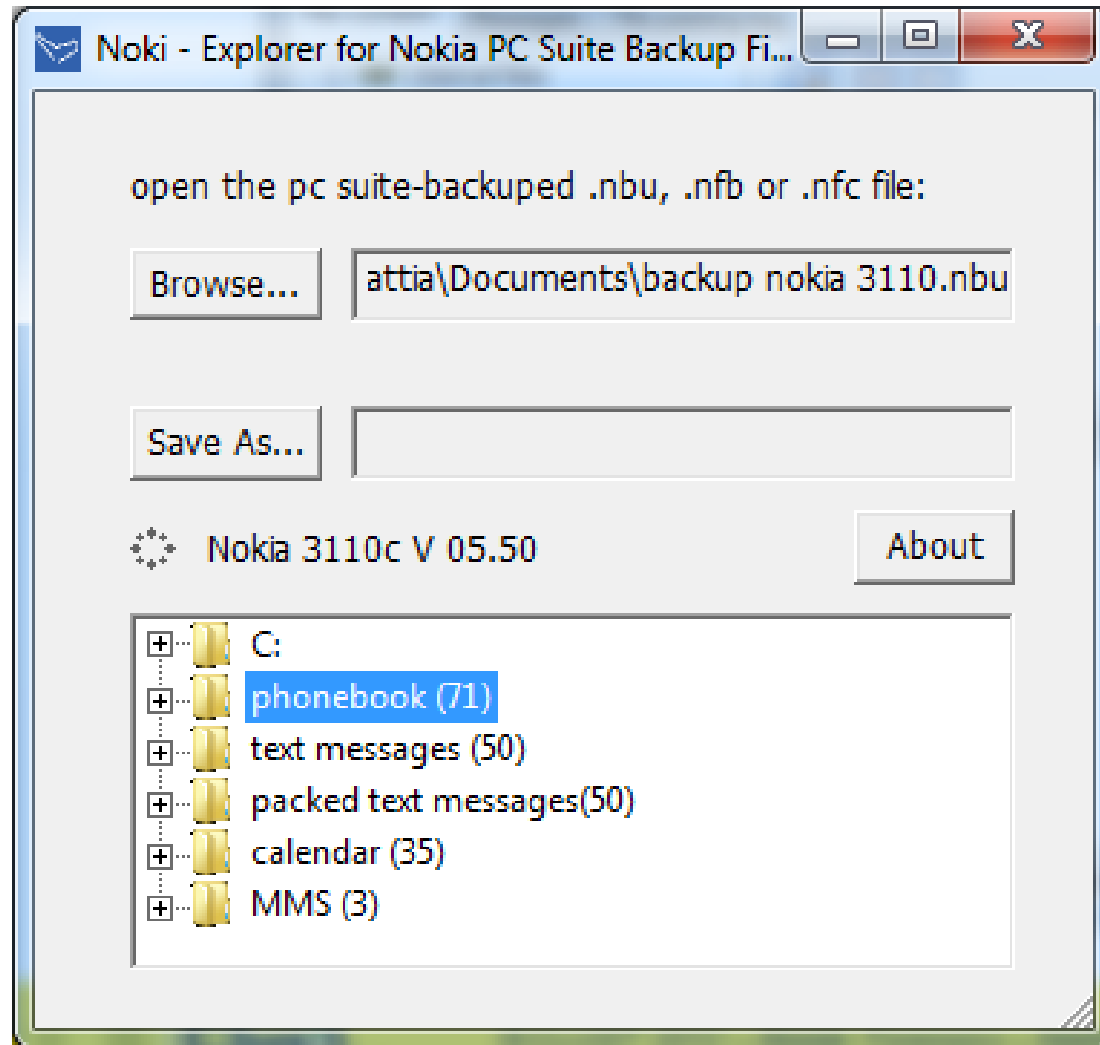 Noki - Explorer for Nokia PC Suite Backup Fi...
open the pc suite-backuped .nbu, .nfb or .nfc file:
Browse... attia\Documents\backup nokia 3110.nbu
Save As...
Nokia 3110c V 05.50 About
C:
phonebook (71)
text messages (50)
packed text messages(50)
calendar (35)
MMS (3)